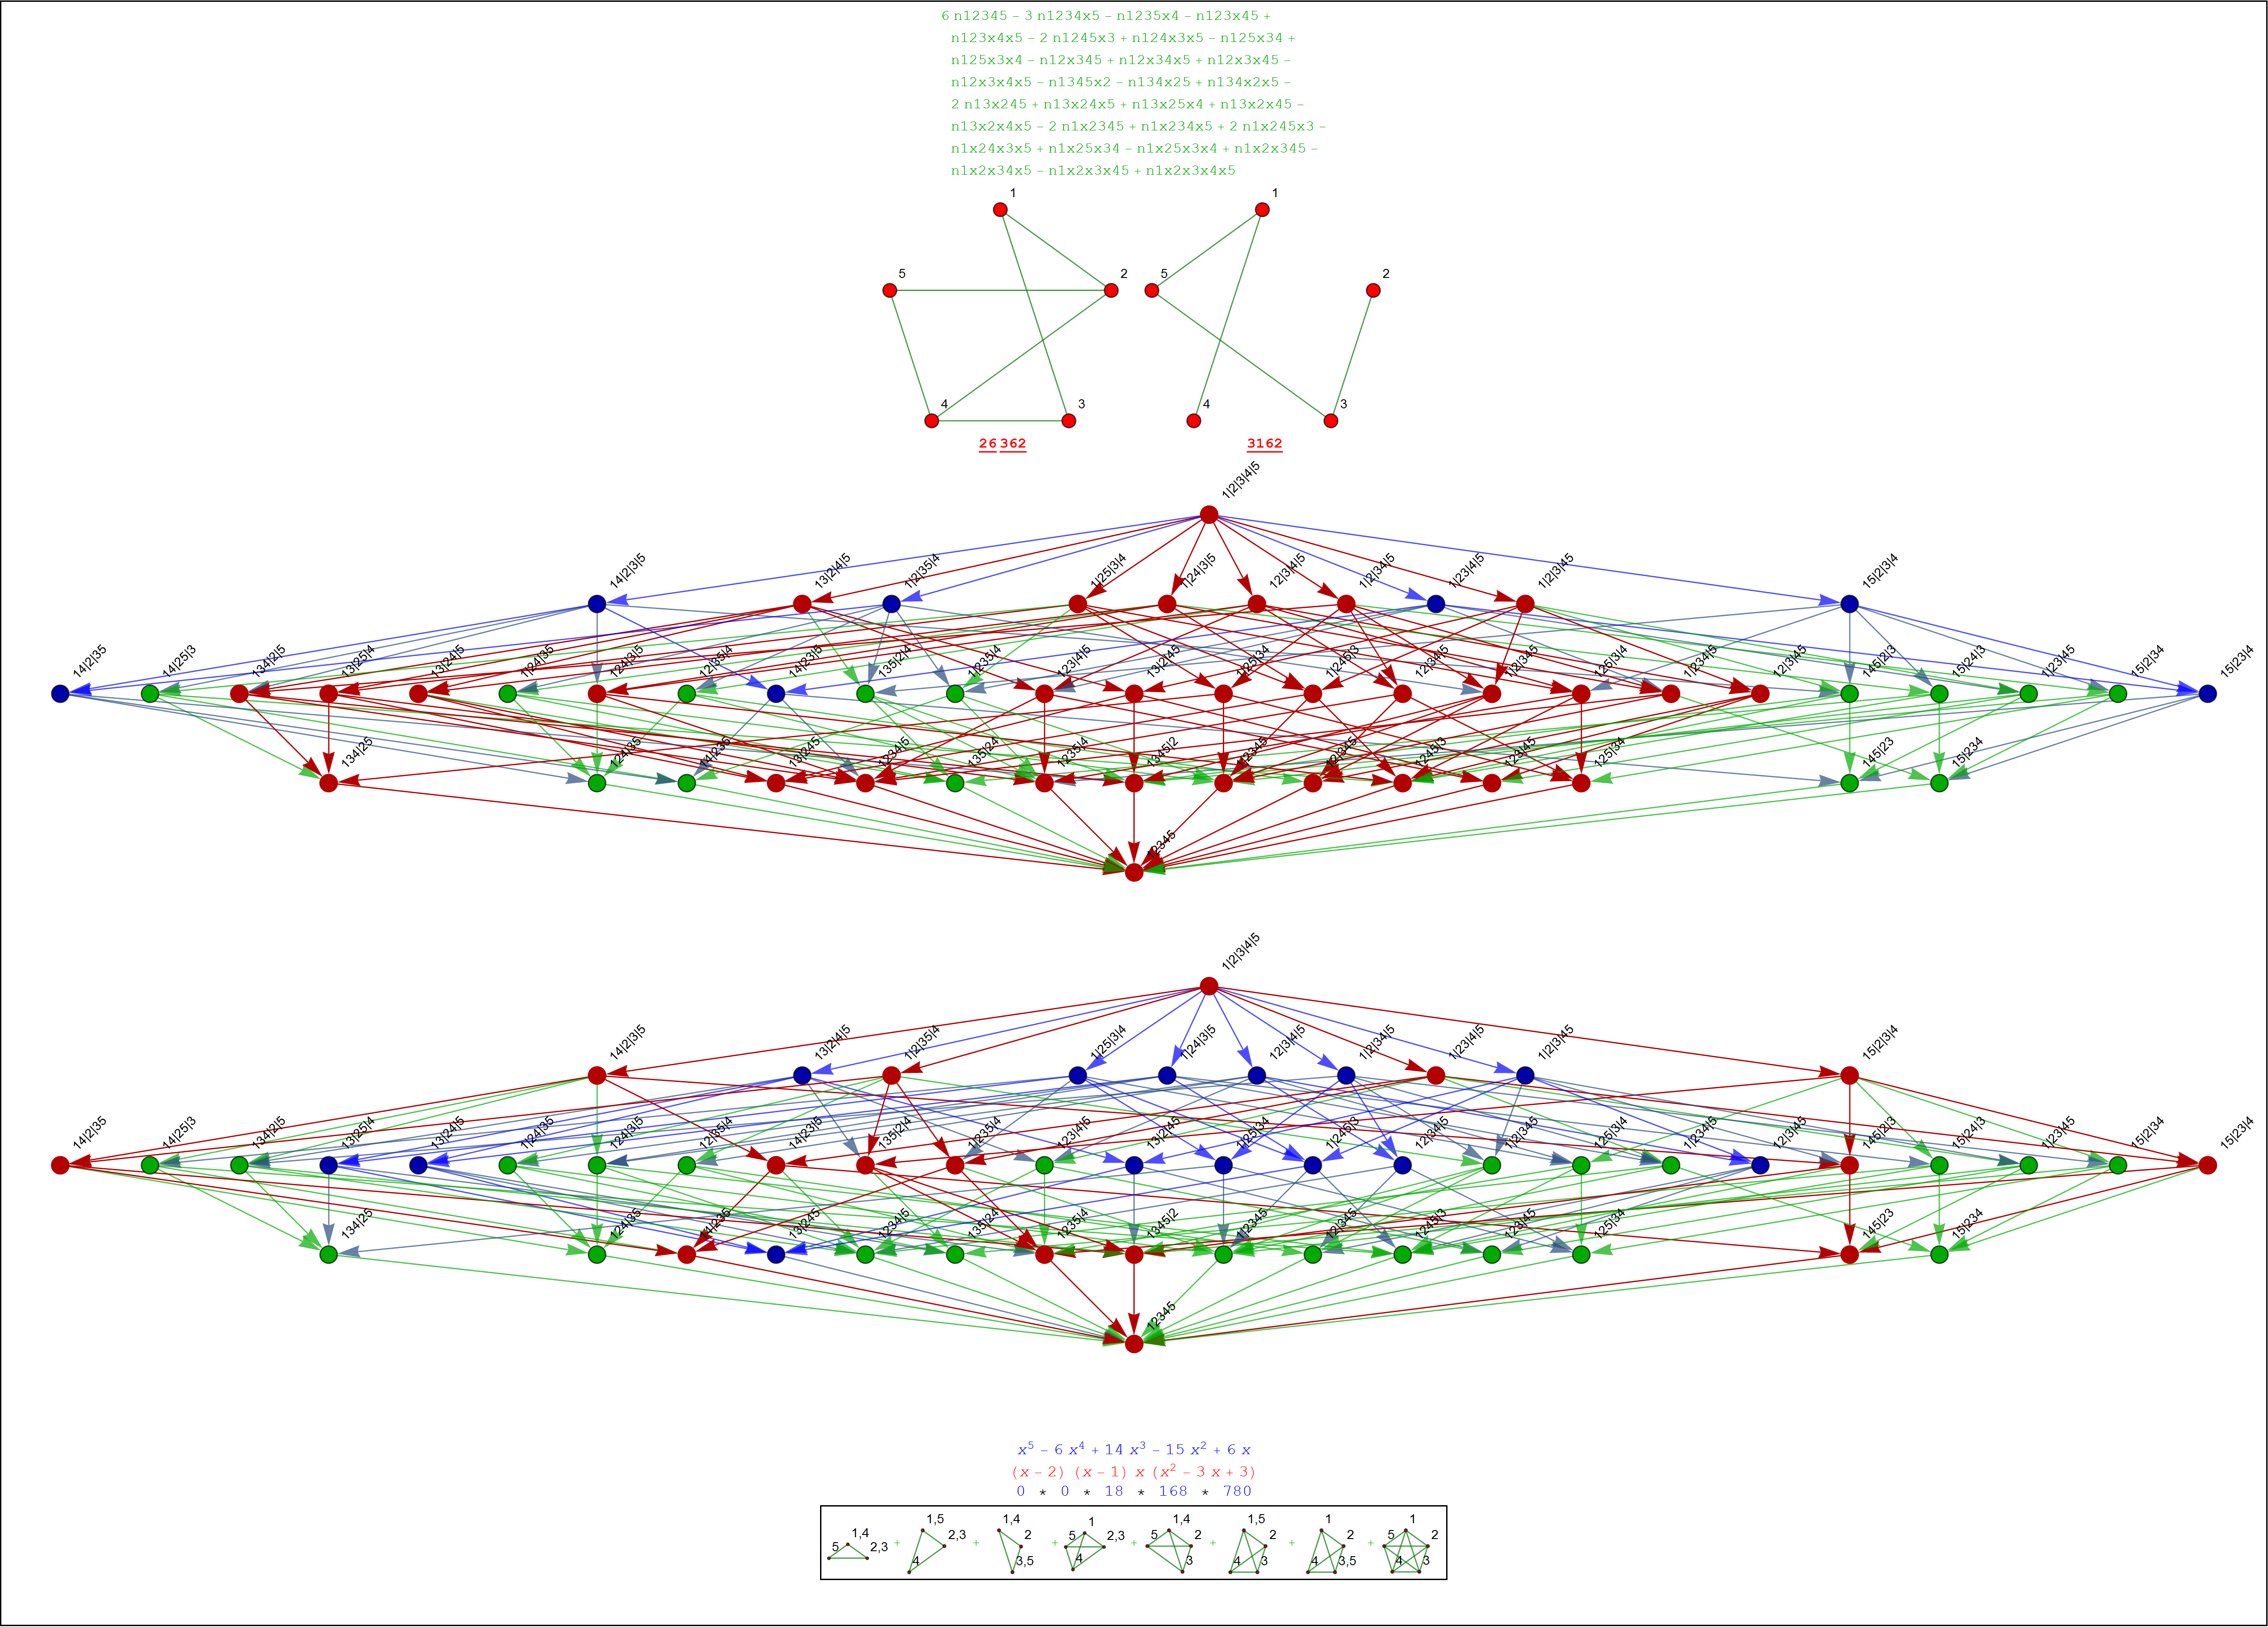 6 n12345 – 3 n1234x5 – n1235x4 – n123x45 +
n123x4x5 – 2 n1245x3 + n124x3x5 – n125x34 +
n125x3x4 – n12x345 + n12x34x5 + n12x3x45 –
n12x3x4x5 – n1345x2 – n134x25 + n134x2x5 –
2 n13x245 + n13x24x5 + n13x25x4 + n13x2x45 –
n13x2x4x5 – 2 n1x2345 + n1x234x5 + 2 n1x245x3 –
n1x24x3x5 + n1x25x34 – n1x25x3x4 + n1x2x345 –
n1x2x34x5 – n1x2x3x45 + n1x2x3x4x5
1 1
5 2 5 2
4 3 4 3
26 362 3162
1|2|3|4|5
14|2|3|5 13|2|4|5 1|2|35|4 1|25|3|4 1|24|3|5 12|3|4|5 1|2|34|5 1|23|4|5 1|2|3|45 15|2|3|4
14|2|35 14|25|3 134|2|5 13|25|4 13|24|5 1|24|35 124|3|5 12|35|4 14|23|5 135|2|4 1|235|4 123|4|5 13|2|45 1|25|34 1|245|3 12|34|5 1|2|345 125|3|4 1|234|5 12|3|45 145|2|3 15|24|3 1|23|45 15|2|34 15|23|4
134|25 124|35 14|235 13|245 1234|5 135|24 1235|4 1345|2 1|2345 12|345 1245|3 123|45 125|34 145|23 15|234
12345
1|2|3|4|5
14|2|3|5 13|2|4|5 1|2|35|4 1|25|3|4 1|24|3|5 12|3|4|5 1|2|34|5 1|23|4|5 1|2|3|45 15|2|3|4
14|2|35 14|25|3 134|2|5 13|25|4 13|24|5 1|24|35 124|3|5 12|35|4 14|23|5 135|2|4 1|235|4 123|4|5 13|2|45 1|25|34 1|245|3 12|34|5 1|2|345 125|3|4 1|234|5 12|3|45 145|2|3 15|24|3 1|23|45 15|2|34 15|23|4
134|25 124|35 14|235 13|245 1234|5 135|24 1235|4 1345|2 1|2345 12|345 1245|3 123|45 125|34 145|23 15|234
12345
x⁵ – 6 x⁴ + 14 x³ – 15 x² + 6 x
(x – 2) (x – 1) x (x² – 3 x + 3)
0 * 0 * 18 * 168 * 780
5 1,4 2,3 + 1,5 2,3 4 + 1,4 2 3,5 + 1 5 2,3 4 + 1,4 5 2 3 + 1,5 2 4 3 + 1 2 4 3,5 + 1 5 2 4 3